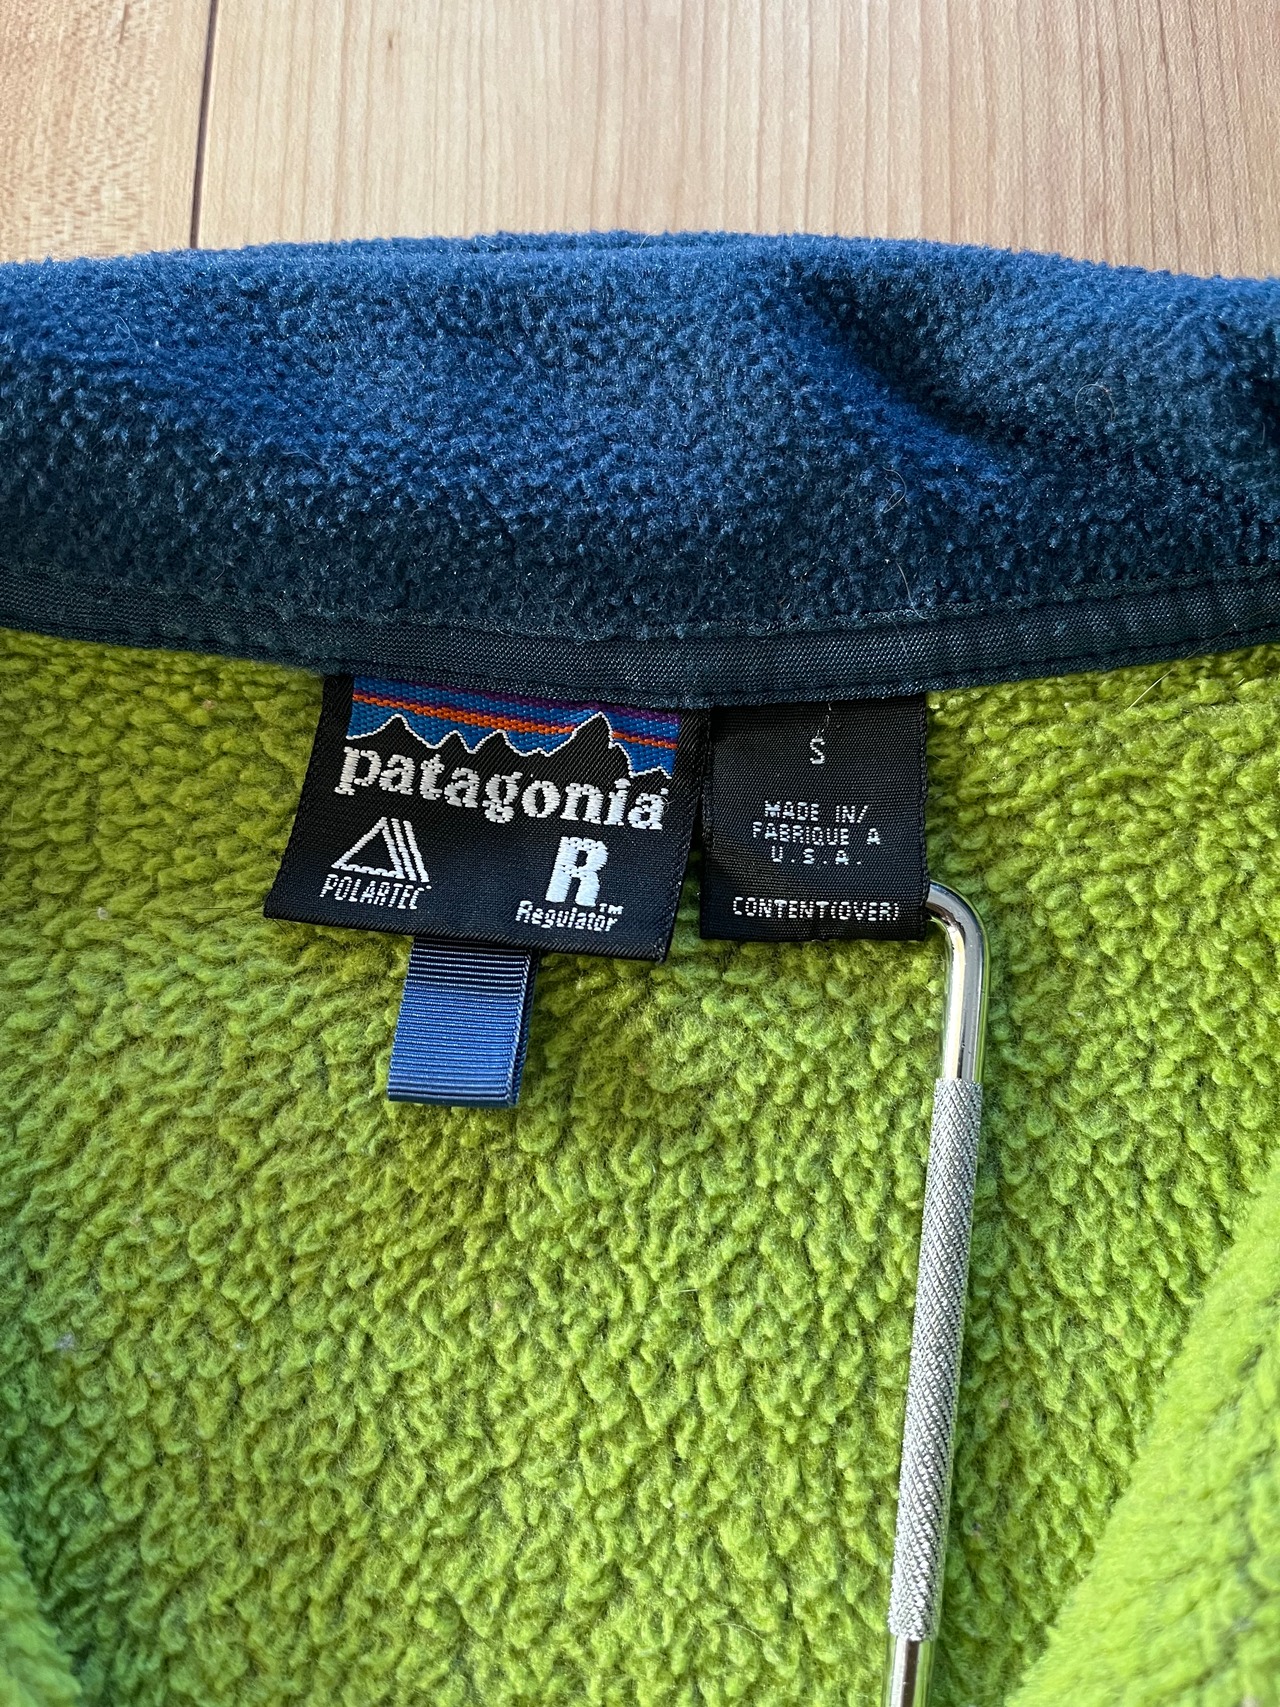 patagonia
POLARTEC
R
Regulator™
S
MADE IN/
FABRIQUE A
U.S.A.
CONTENT(OVER)